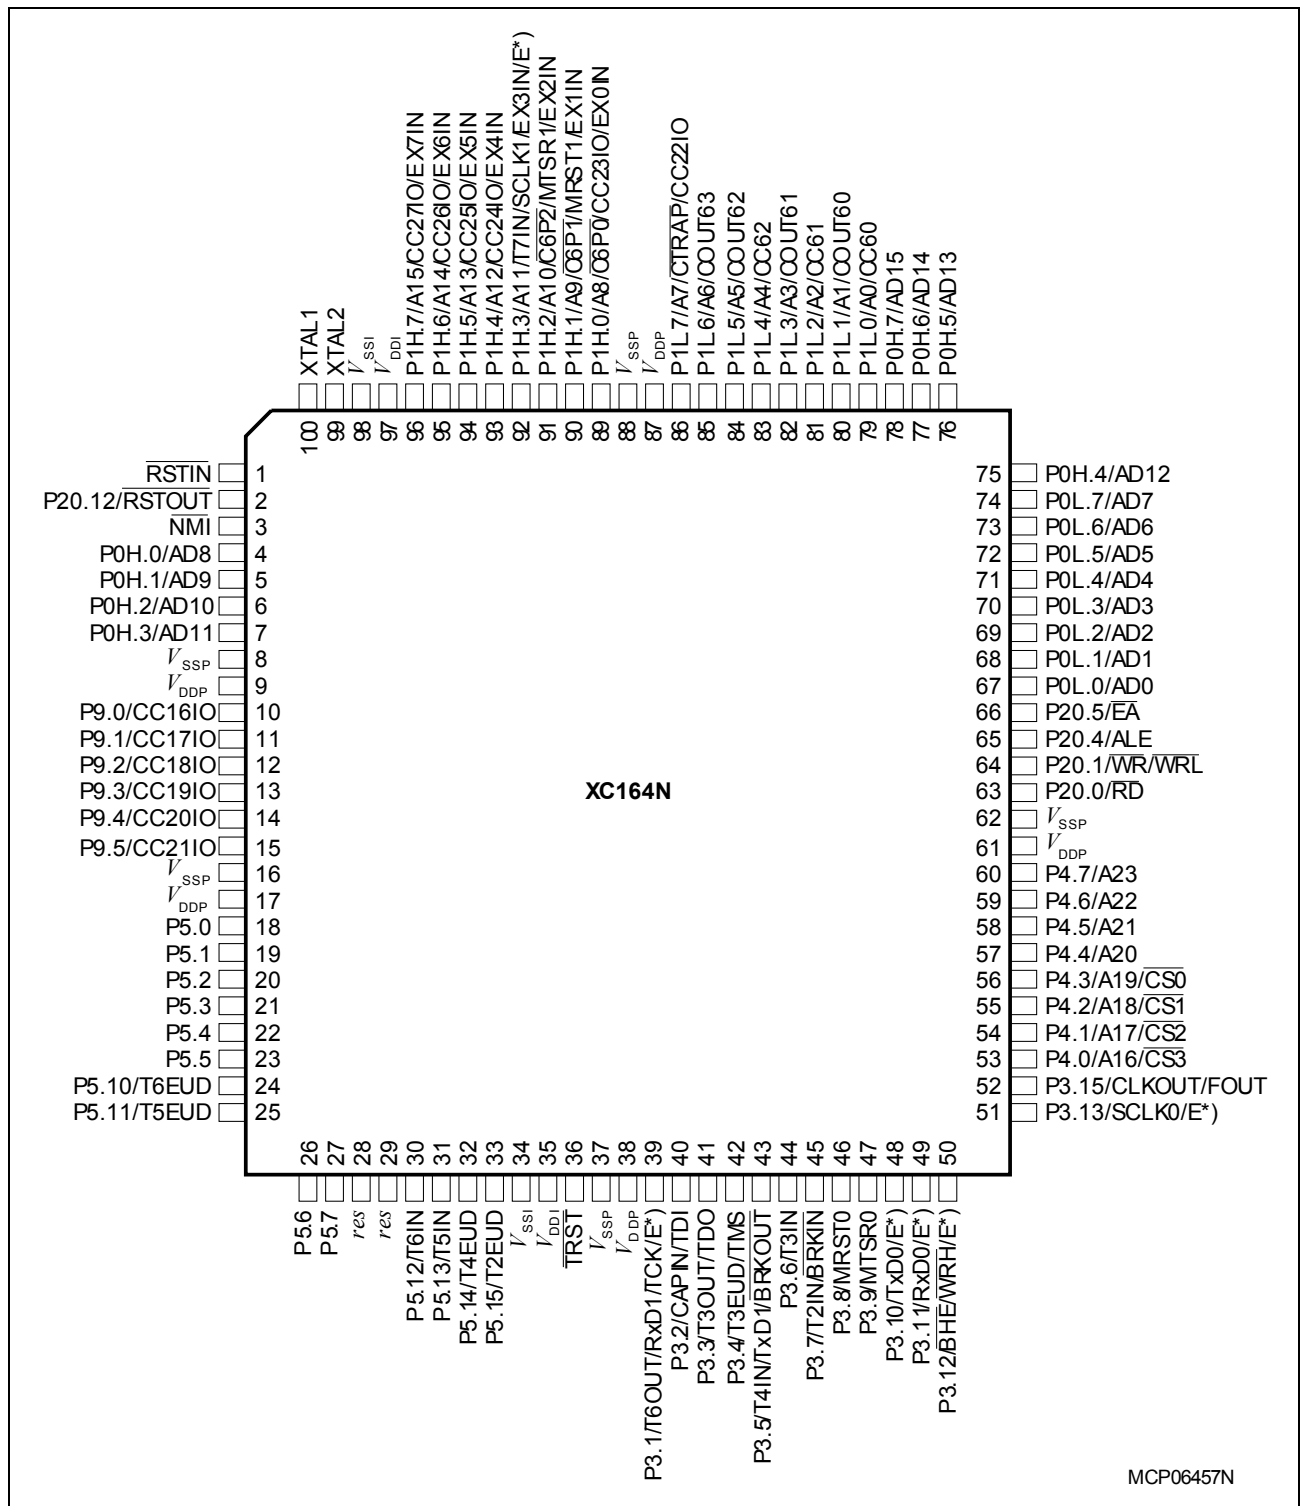 XTAL1
XTAL2
VSSI
VDDI
P1H.7/A15/CC27IO/EX7IN
P1H.6/A14/CC26IO/EX6IN
P1H.5/A13/CC25IO/EX5IN
P1H.4/A12/CC24IO/EX4IN
P1H.3/A11/T7IN/SCLK1/EX3IN/E*)
P1H.2/A10/C6P2/MTSR1/EX2IN
P1H.1/A9/C6P1/MRST1/EX1IN
P1H.0/A8/C6P0/CC23IO/EX0IN
VSSP
VDDP
P1L.7/A7/CTRAP/CC22IO
P1L.6/A6/COUT63
P1L.5/A5/COUT62
P1L.4/A4/CC62
P1L.3/A3/COUT61
P1L.2/A2/CC61
P1L.1/A1/COUT60
P1L.0/A0/CC60
P0H.7/AD15
P0H.6/AD14
P0H.5/AD13
100
99
98
97
96
95
94
93
92
91
90
89
88
87
86
85
84
83
82
81
80
79
78
77
76
RSTIN 1
P20.12/RSTOUT 2
NMI 3
P0H.0/AD8 4
P0H.1/AD9 5
P0H.2/AD10 6
P0H.3/AD11 7
VSSP 8
VDDP 9
P9.0/CC16IO 10
P9.1/CC17IO 11
P9.2/CC18IO 12
P9.3/CC19IO 13
P9.4/CC20IO 14
P9.5/CC21IO 15
VSSP 16
VDDP 17
P5.0 18
P5.1 19
P5.2 20
P5.3 21
P5.4 22
P5.5 23
P5.10/T6EUD 24
P5.11/T5EUD 25
XC164N
75 P0H.4/AD12
74 P0L.7/AD7
73 P0L.6/AD6
72 P0L.5/AD5
71 P0L.4/AD4
70 P0L.3/AD3
69 P0L.2/AD2
68 P0L.1/AD1
67 P0L.0/AD0
66 P20.5/EA
65 P20.4/ALE
64 P20.1/WR/WRL
63 P20.0/RD
62 VSSP
61 VDDP
60 P4.7/A23
59 P4.6/A22
58 P4.5/A21
57 P4.4/A20
56 P4.3/A19/CS0
55 P4.2/A18/CS1
54 P4.1/A17/CS2
53 P4.0/A16/CS3
52 P3.15/CLKOUT/FOUT
51 P3.13/SCLK0/E*)
26
27
28
29
30
31
32
33
34
35
36
37
38
39
40
41
42
43
44
45
46
47
48
49
50
P5.6
P5.7
res
res
P5.12/T6IN
P5.13/T5IN
P5.14/T4EUD
P5.15/T2EUD
VSSI
VDDI
TRST
VSSP
VDDP
P3.1/T6OUT/RxD1/TCK/E*)
P3.2/CAPIN/TDI
P3.3/T3OUT/TDO
P3.4/T3EUD/TMS
P3.5/T4IN/TxD1/BRKOUT
P3.6/T3IN
P3.7/T2IN/BRKIN
P3.8/MRST0
P3.9/MTSR0
P3.10/TxD0/E*)
P3.11/RxD0/E*)
P3.12/BHE/WRH/E*)
MCP06457N